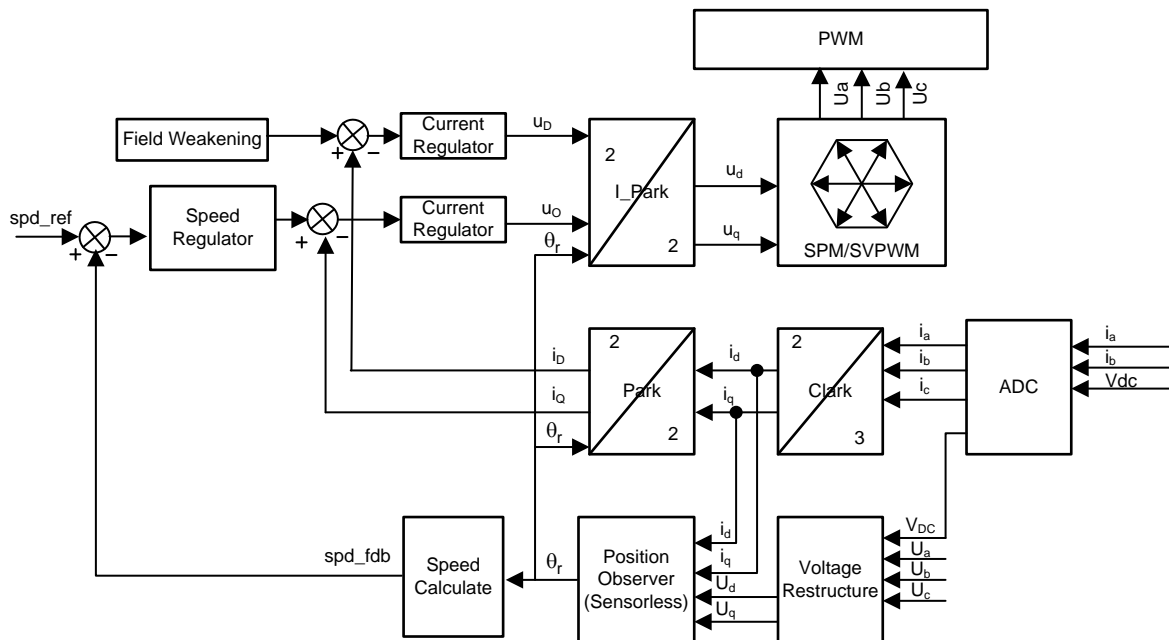 PWM
Ua
Ub
Uc
Field Weakening
+
−
Current
Regulator
uD
2
I_Park
2
ud
uq
SPM/SVPWM
spd_ref
+
−
Speed
Regulator
+
−
Current
Regulator
uO
θr
iD
iQ
θr
2
Park
2
id
iq
2
Clark
3
ia
ib
ic
ADC
ia
ib
Vdc
spd_fdb
Speed
Calculate
θr
Position
Observer
(Sensorless)
id
iq
Ud
Uq
Voltage
Restructure
VDC
Ua
Ub
Uc